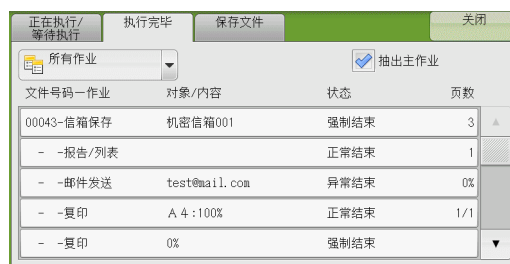 正在执行/
等待执行
执行完毕
保存文件
关闭
所有作业
抽出主作业
文件号码—作业 对象/内容 状态 页数
00043-信箱保存 机密信箱001 强制结束 3
- -报告/列表 正常结束 1
- -邮件发送 test@mail.com 异常结束 0%
- -复印 A4:100% 正常结束 1/1
- -复印 0% 强制结束